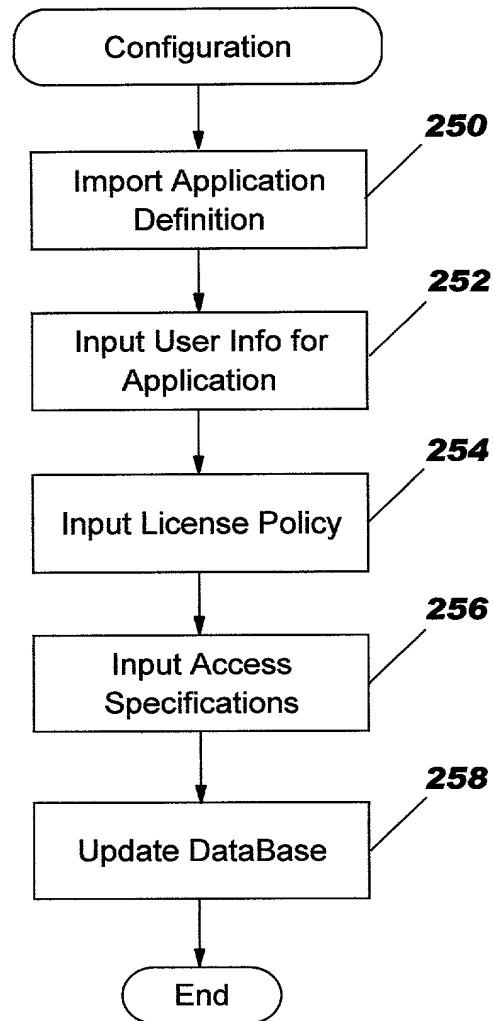 Configuration
250
Import Application
Definition
252
Input User Info for
Application
254
Input License Policy
256
Input Access
Specifications
258
Update DataBase
End